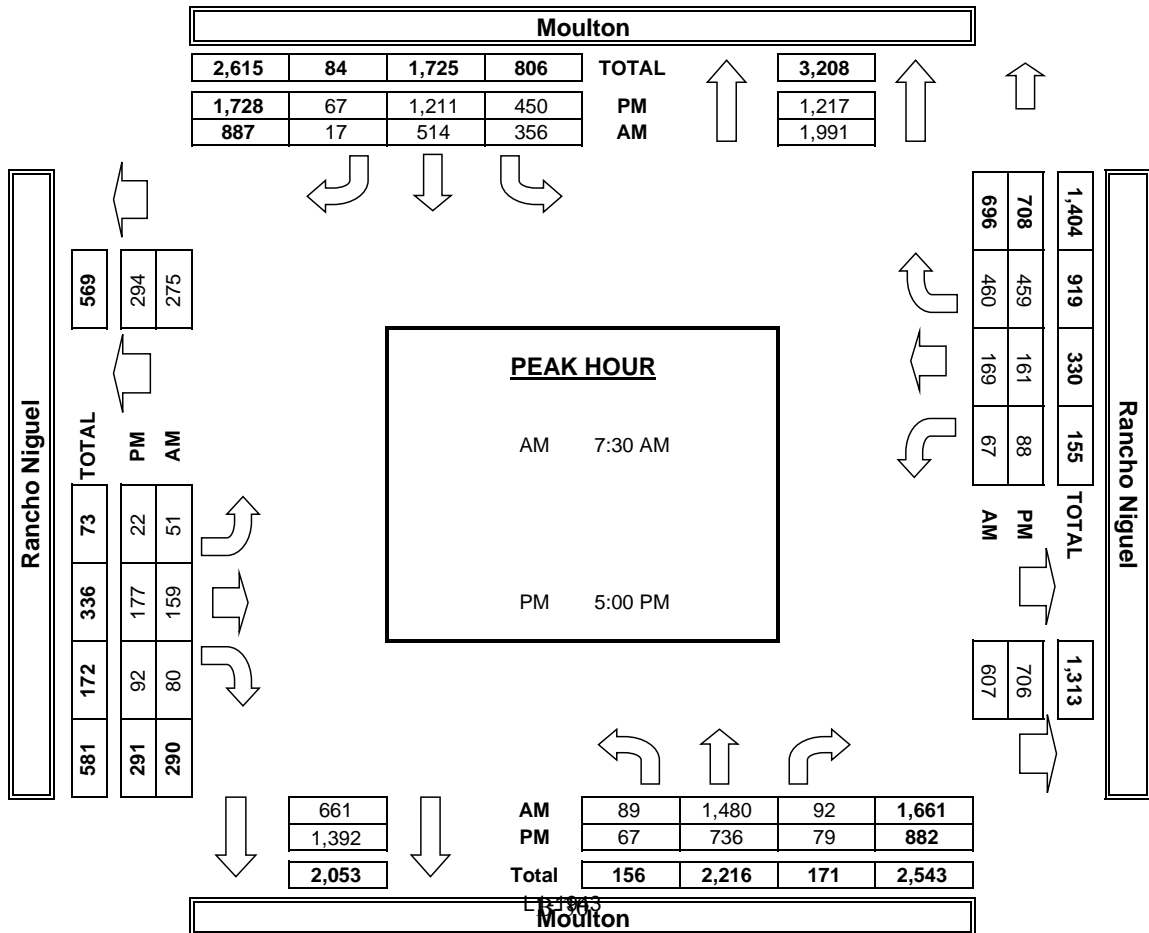 Moulton
2,615 84 1,725 806 TOTAL 3,208
1,728 67 1,211 450 PM 1,217
887 17 514 356 AM 1,991
Rancho Niguel
569
294
275
TOTAL
PM
AM
73 336 172 581
22 177 92 291
51 159 80 290
PEAK HOUR
AM 7:30 AM
PM 5:00 PM
1,404 919 330 155 TOTAL
708 459 161 88 PM
696 460 169 67 AM
1,313
706
607
Rancho Niguel
661 AM 89 1,480 92 1,661
1,392 PM 67 736 79 882
2,053 Total 156 2,216 171 2,543
Moulton